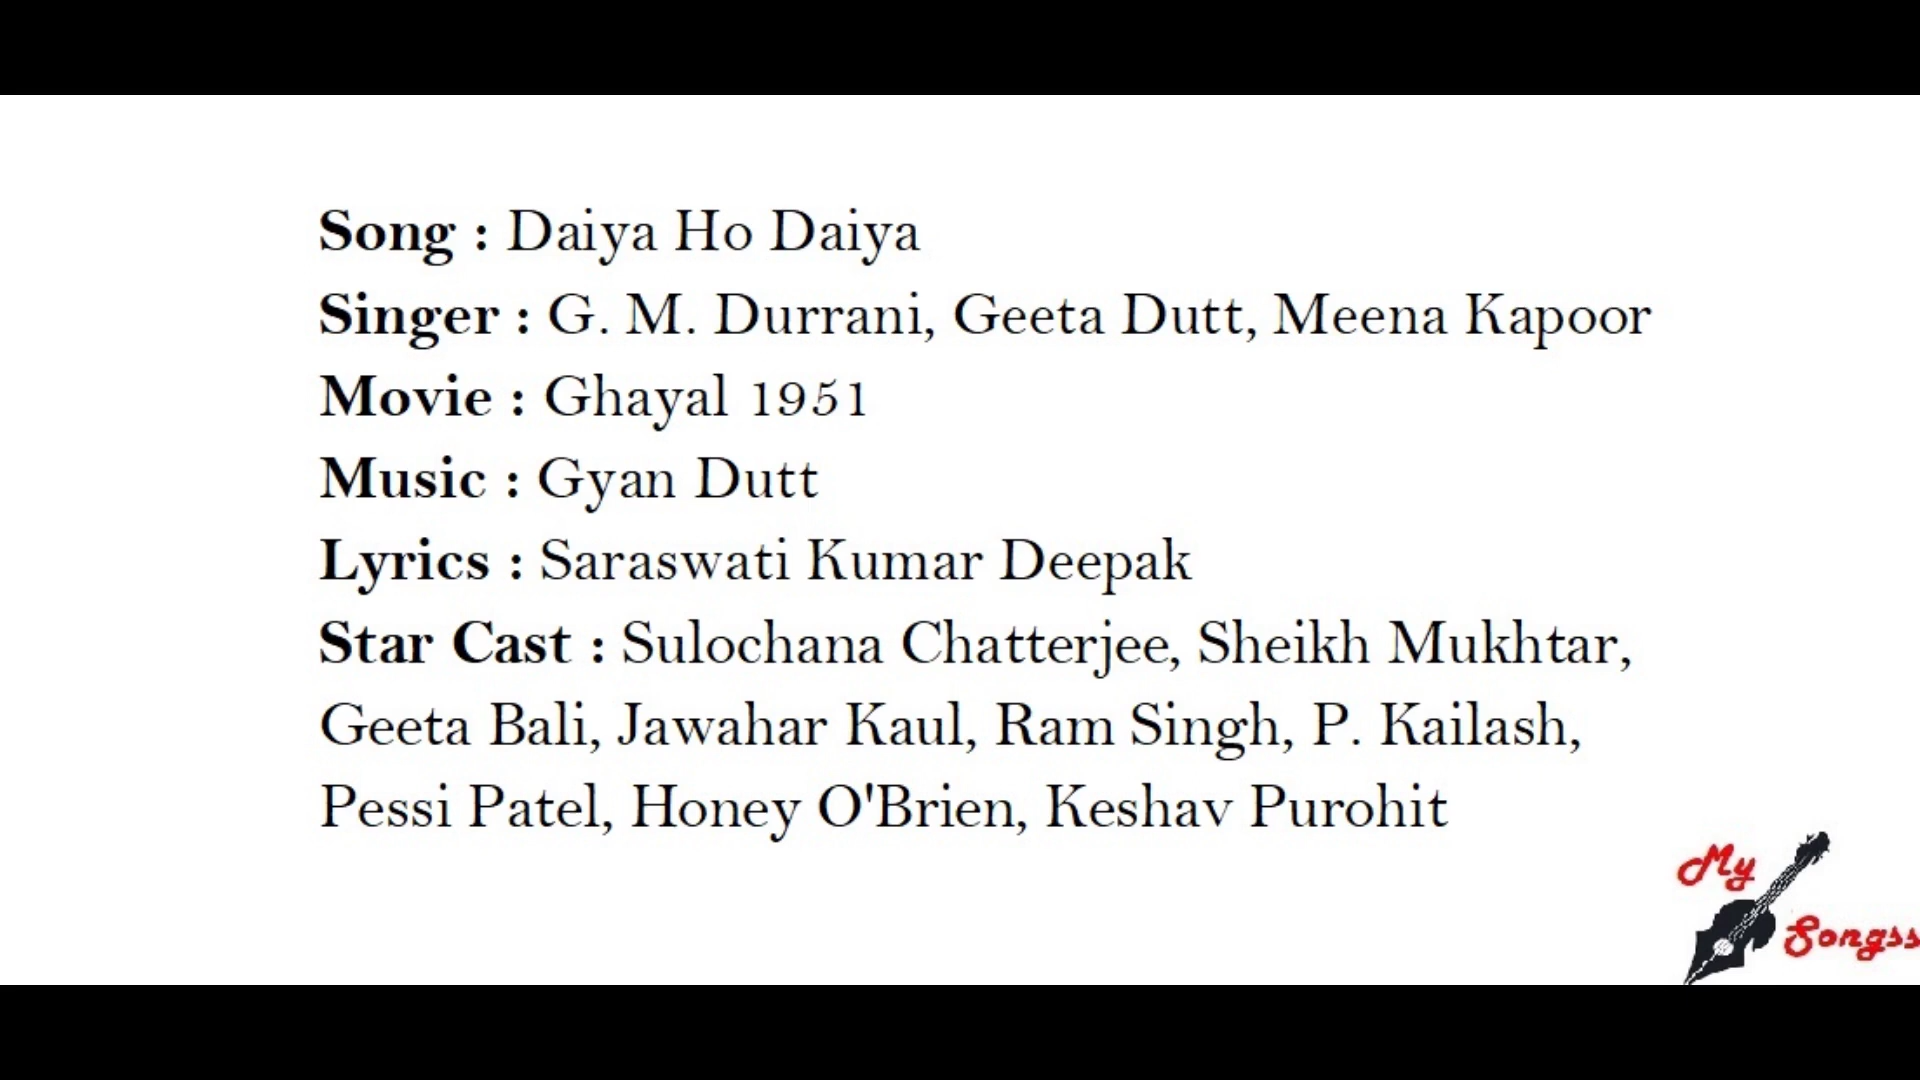 Song : Daiya Ho Daiya
Singer : G. M. Durrani, Geeta Dutt, Meena Kapoor
Movie : Ghayal 1951
Music : Gyan Dutt
Lyrics : Saraswati Kumar Deepak
Star Cast : Sulochana Chatterjee, Sheikh Mukhtar,
Geeta Bali, Jawahar Kaul, Ram Singh, P. Kailash,
Pessi Patel, Honey O'Brien, Keshav Purohit
My
Songss